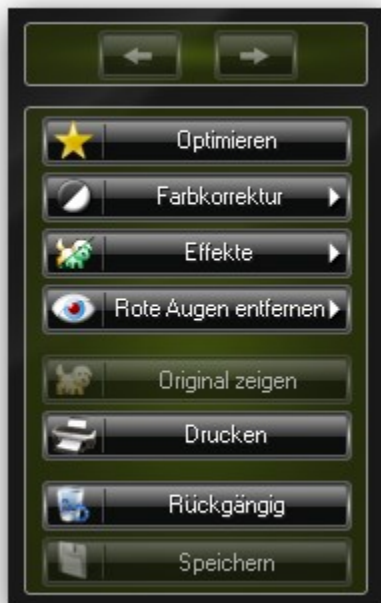 Optimieren
Farbkorrektur
Effekte
Rote Augen entfernen
Original zeigen
Drucken
Rückgängig
Speichern